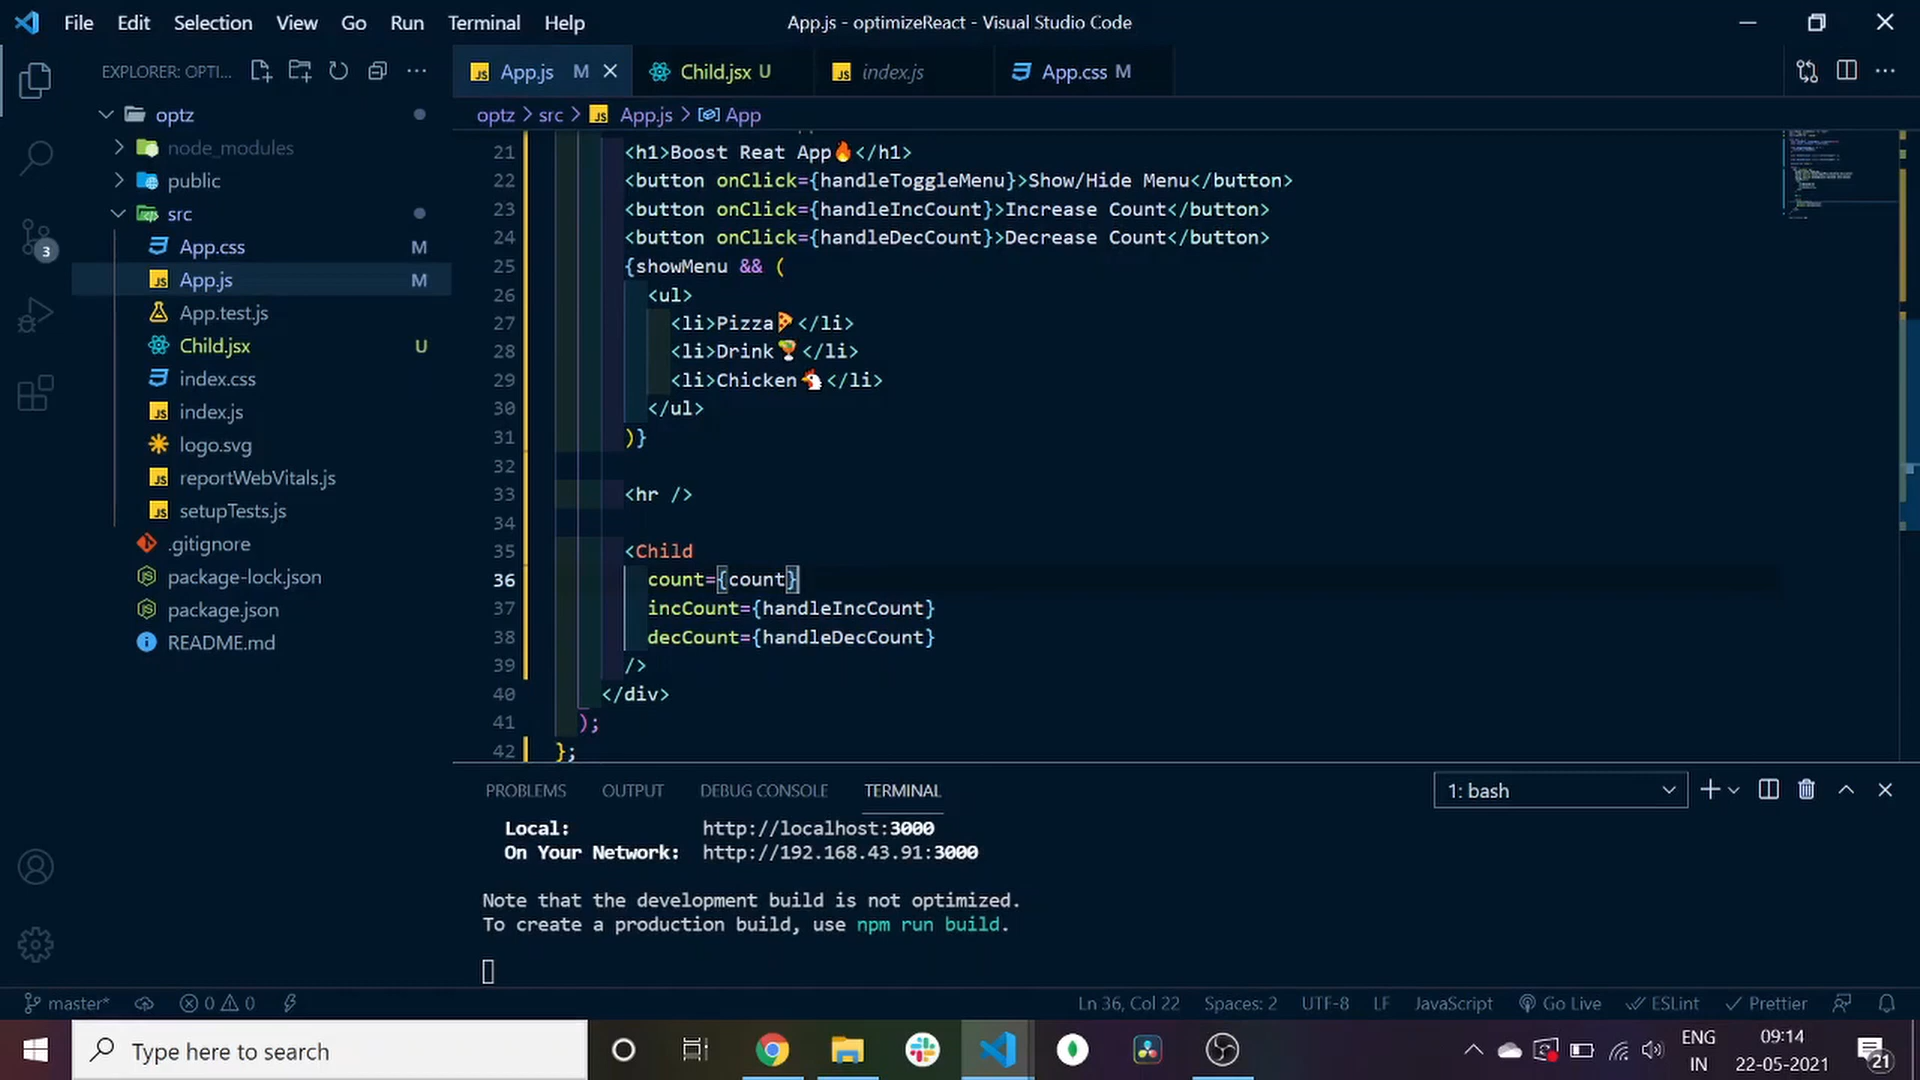 File Edit Selection View Go Run Terminal Help App.js - optimizeReact - Visual Studio Code
EXPLORER: OPTI...
App.js M Child.jsx U index.js App.css M
optz > src > App.js > App
optz
node_modules
public
src
App.css M
App.js M
App.test.js
Child.jsx U
index.css
index.js
logo.svg
reportWebVitals.js
setupTests.js
.gitignore
package-lock.json
package.json
README.md
3
21 <h1>Boost Reat App🔥</h1>
22 <button onClick={handleToggleMenu}>Show/Hide Menu</button>
23 <button onClick={handleIncCount}>Increase Count</button>
24 <button onClick={handleDecCount}>Decrease Count</button>
25 {showMenu && (
26 <ul>
27 <li>Pizza🍕</li>
28 <li>Drink🍹</li>
29 <li>Chicken🐔</li>
30 </ul>
31 )}
32
33 <hr />
34
35 <Child
36 count={count}
37 incCount={handleIncCount}
38 decCount={handleDecCount}
39 />
40 </div>
41 );
42 };
PROBLEMS OUTPUT DEBUG CONSOLE TERMINAL 1: bash
Local: http://localhost:3000
On Your Network: http://192.168.43.91:3000
Note that the development build is not optimized.
To create a production build, use npm run build.
master* 0 0 Ln 36, Col 22 Spaces: 2 UTF-8 LF JavaScript Go Live ESLint Prettier
Type here to search
ENG
IN
09:14
22-05-2021
21